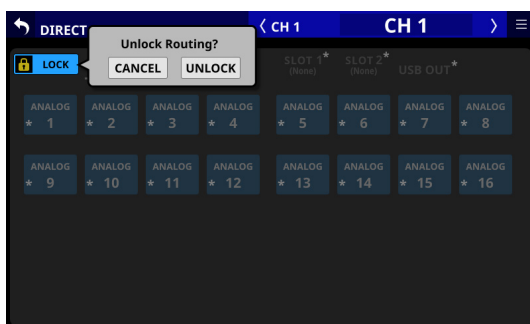 DIRECT
CH 1
CH 1
Unlock Routing?
CANCEL UNLOCK
LOCK
SLOT 1*
(None)
SLOT 2*
(None)
USB OUT*
ANALOG ANALOG ANALOG ANALOG ANALOG ANALOG ANALOG ANALOG
* 1 * 2 * 3 * 4 * 5 * 6 * 7 * 8
ANALOG ANALOG ANALOG ANALOG ANALOG ANALOG ANALOG ANALOG
* 9 * 10 * 11 * 12 * 13 * 14 * 15 * 16